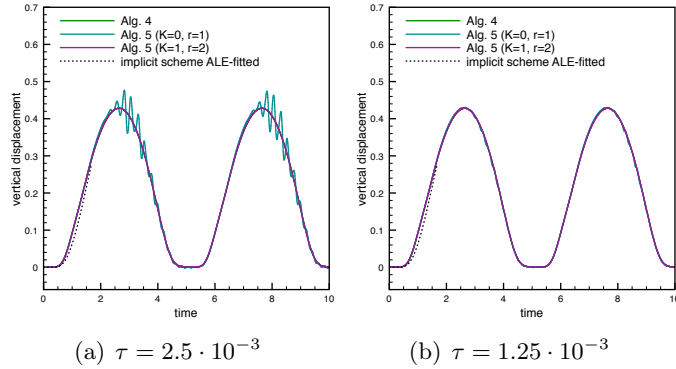 0.7
0.6
0.5
0.4
0.3
0.2
0.1
0
vertical displacement
Alg. 4
Alg. 5 (K=0, r=1)
Alg. 5 (K=1, r=2)
implicit scheme ALE-fitted
0 2 4 6 8 10
time
(a) τ = 2.5 · 10⁻³
0.7
0.6
0.5
0.4
0.3
0.2
0.1
0
vertical displacement
Alg. 4
Alg. 5 (K=0, r=1)
Alg. 5 (K=1, r=2)
implicit scheme ALE-fitted
0 2 4 6 8 10
time
(b) τ = 1.25 · 10⁻³